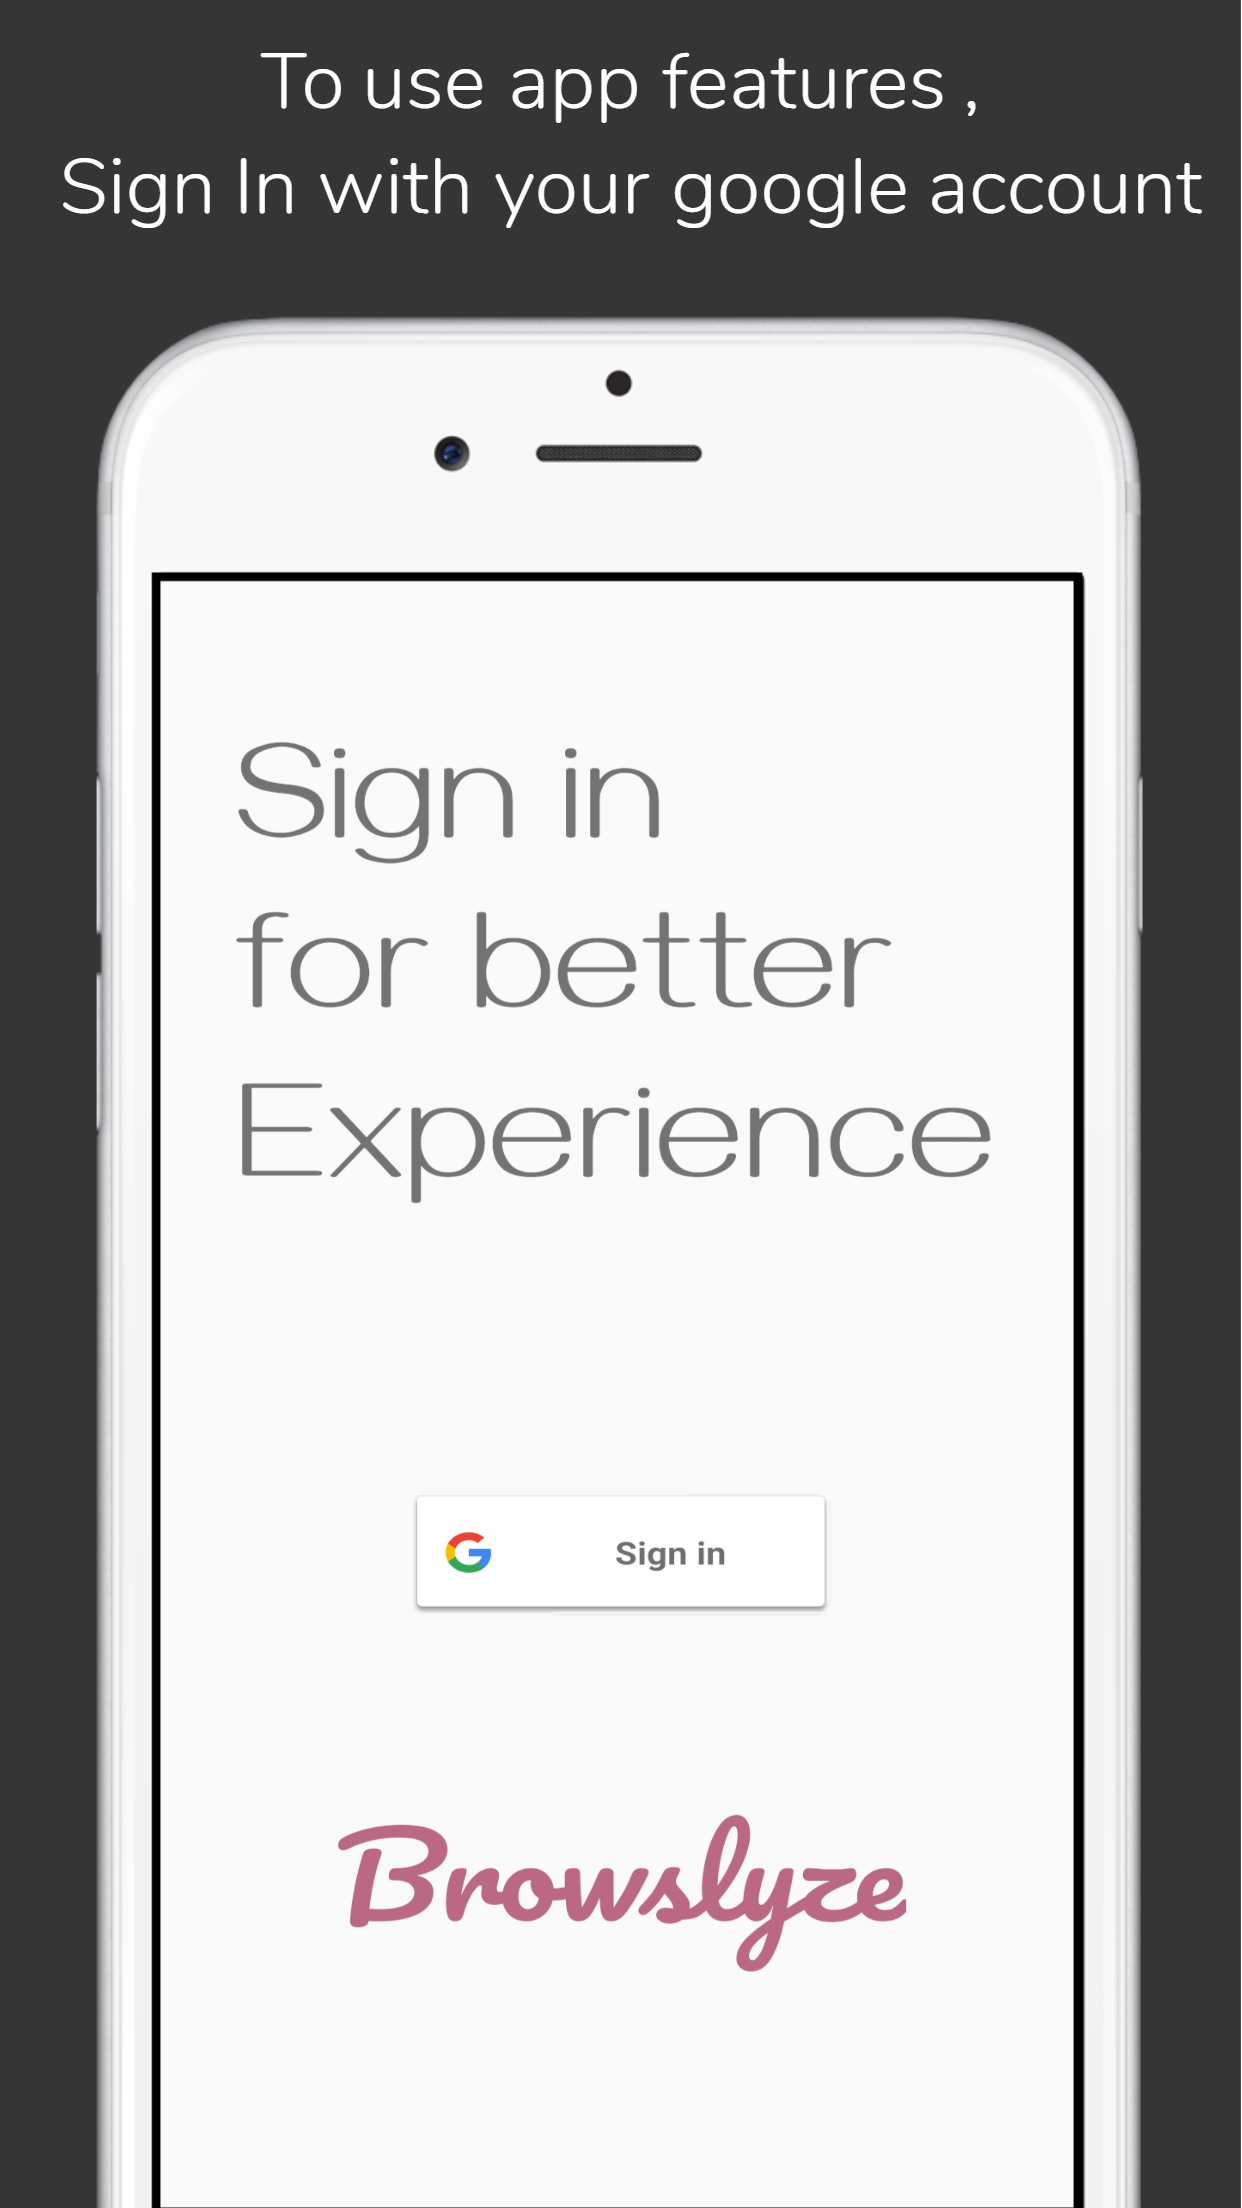 To use app features ,
Sign In with your google account
Sign in
for better
Experience
Sign in
Browslyze